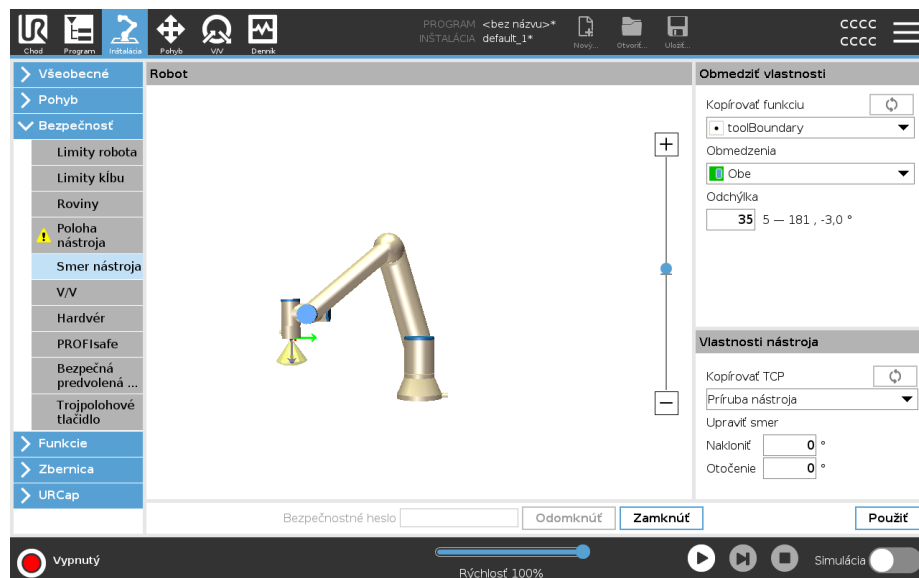 PROGRAM <bez názvu>*
INŠTALÁCIA default_1*
Chod
Program
Inštalácia
Pohyb
V/V
Denník
Nový...
Otvoriť...
Uložiť...
CCCC
CCCC
Všeobecné
Pohyb
Bezpečnosť
Limity robota
Limity kĺbu
Roviny
Poloha
nástroja
Smer nástroja
V/V
Hardvér
PROFIsafe
Bezpečná
predvolená ...
Trojpolohové
tlačidlo
Funkcie
Zbernica
URCap
Robot
Obmedziť vlastnosti
Kopírovať funkciu
toolBoundary
Obmedzenia
Obe
Odchýlka
35 5 — 181 , -3,0 °
Vlastnosti nástroja
Kopírovať TCP
Príruba nástroja
Upraviť smer
Nakloniť 0 °
Otočenie 0 °
Bezpečnostné heslo
Odomknúť
Zamknúť
Použiť
Vypnutý
Rýchlosť 100%
Simulácia